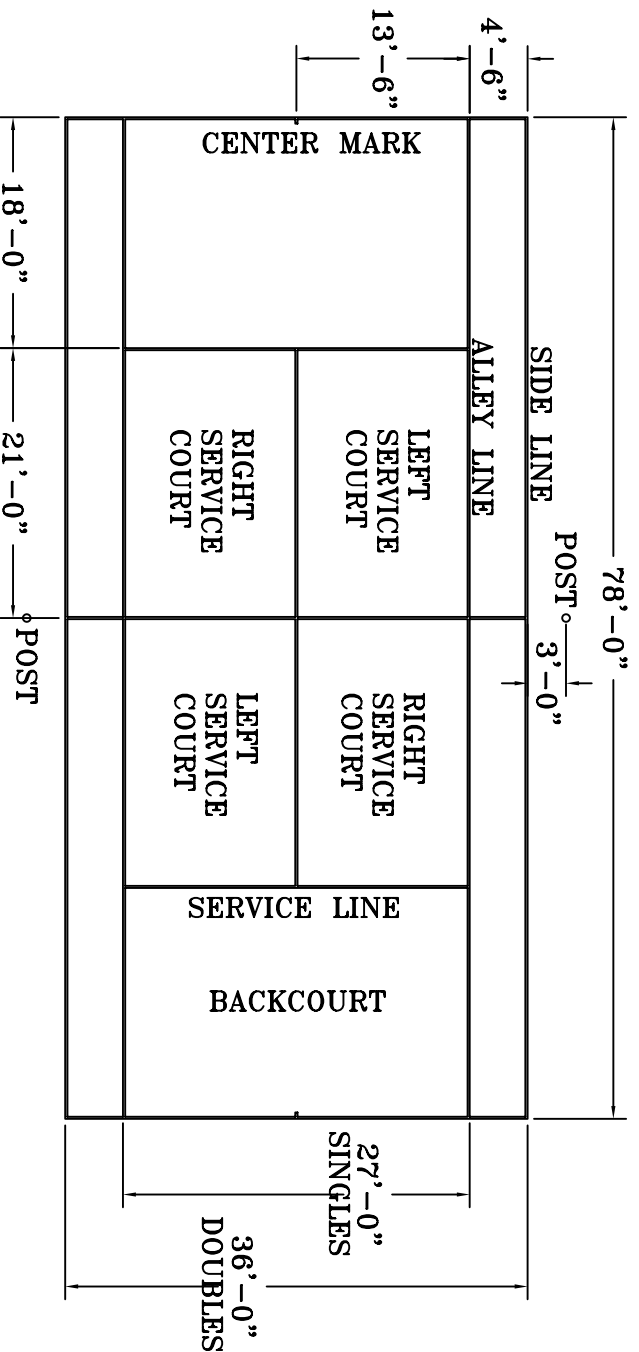 4’-6”
13’-6”
CENTER MARK
18’-0”
21’-0”
SIDE LINE
ALLEY LINE
78’-0”
POST
3’-0”
LEFT
SERVICE
COURT
RIGHT
SERVICE
COURT
POST
RIGHT
SERVICE
COURT
LEFT
SERVICE
COURT
SERVICE LINE
BACKCOURT
27’-0”
SINGLES
36’-0”
DOUBLES